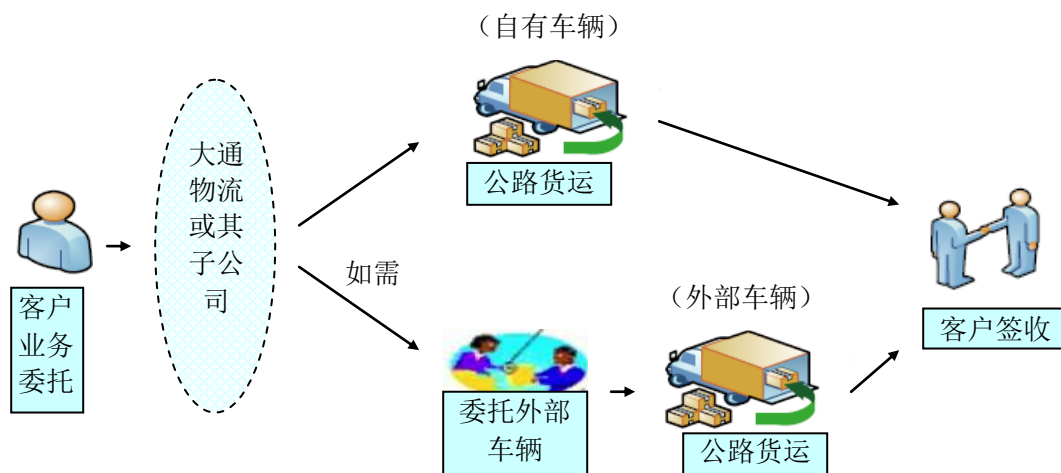 （自有车辆）
公路货运
大通
物流
或其
子公
司
客户
业务
委托
如需
（外部车辆）
委托外部
车辆
公路货运
客户签收